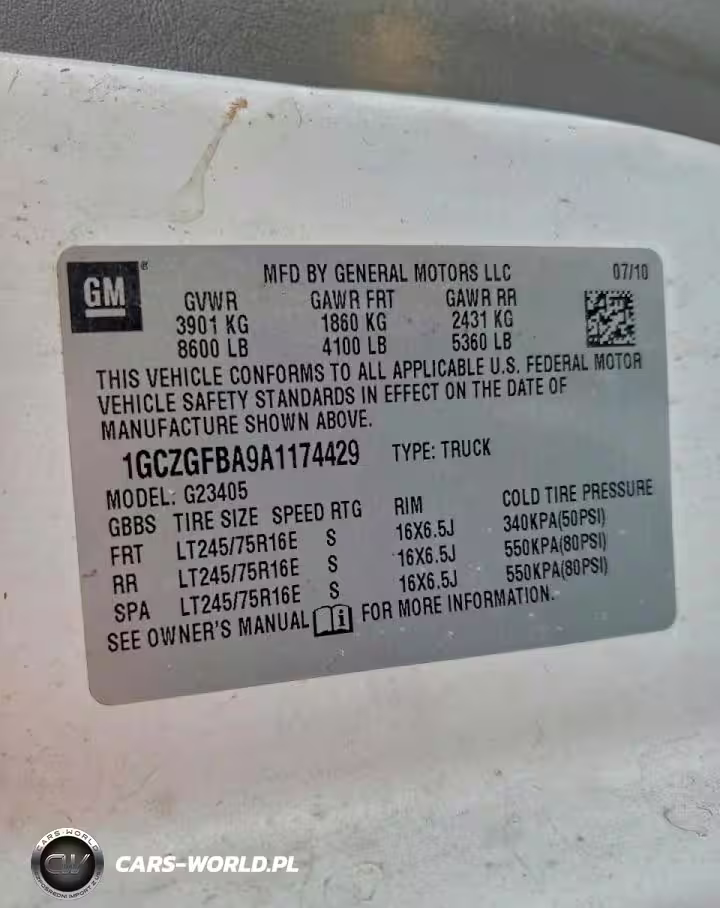 GM
MFD BY GENERAL MOTORS LLC 07/10
GVWR GAWR FRT GAWR RR
3901 KG 1860 KG 2431 KG
8600 LB 4100 LB 5360 LB
THIS VEHICLE CONFORMS TO ALL APPLICABLE U.S. FEDERAL MOTOR
VEHICLE SAFETY STANDARDS IN EFFECT ON THE DATE OF
MANUFACTURE SHOWN ABOVE.
1GCZGFBA9A1174429 TYPE: TRUCK
MODEL: G23405
GBBS TIRE SIZE SPEED RTG RIM COLD TIRE PRESSURE
FRT LT245/75R16E S 16X6.5J 340KPA(50PSI)
RR LT245/75R16E S 16X6.5J 550KPA(80PSI)
SPA LT245/75R16E S 16X6.5J 550KPA(80PSI)
SEE OWNER'S MANUAL FOR MORE INFORMATION.
CARS-WORLD
CW
CARS-WORLD.PL